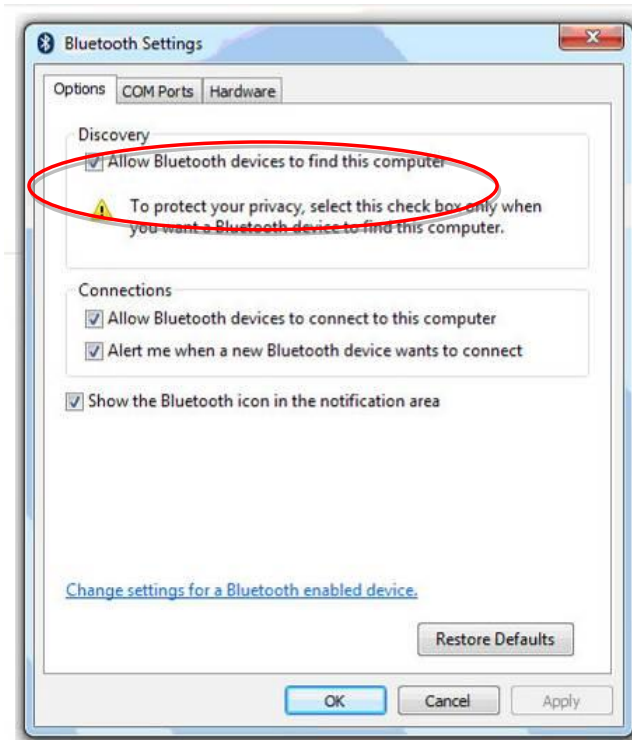 Bluetooth Settings
Options COM Ports Hardware
Discovery
Allow Bluetooth devices to find this computer
To protect your privacy, select this check box only when
you want a Bluetooth device to find this computer.
Connections
Allow Bluetooth devices to connect to this computer
Alert me when a new Bluetooth device wants to connect
Show the Bluetooth icon in the notification area
Change settings for a Bluetooth enabled device.
Restore Defaults
OK Cancel Apply